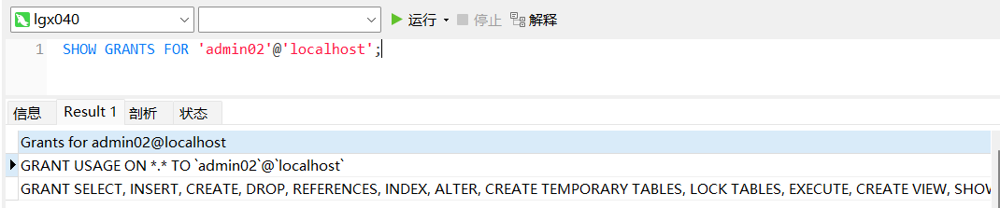 lgx040 运行 停止 解释
1 SHOW GRANTS FOR 'admin02'@'localhost';
信息 Result 1 剖析 状态
Grants for admin02@localhost
GRANT USAGE ON *.* TO `admin02`@`localhost`
GRANT SELECT, INSERT, CREATE, DROP, REFERENCES, INDEX, ALTER, CREATE TEMPORARY TABLES, LOCK TABLES, EXECUTE, CREATE VIEW, SHOW